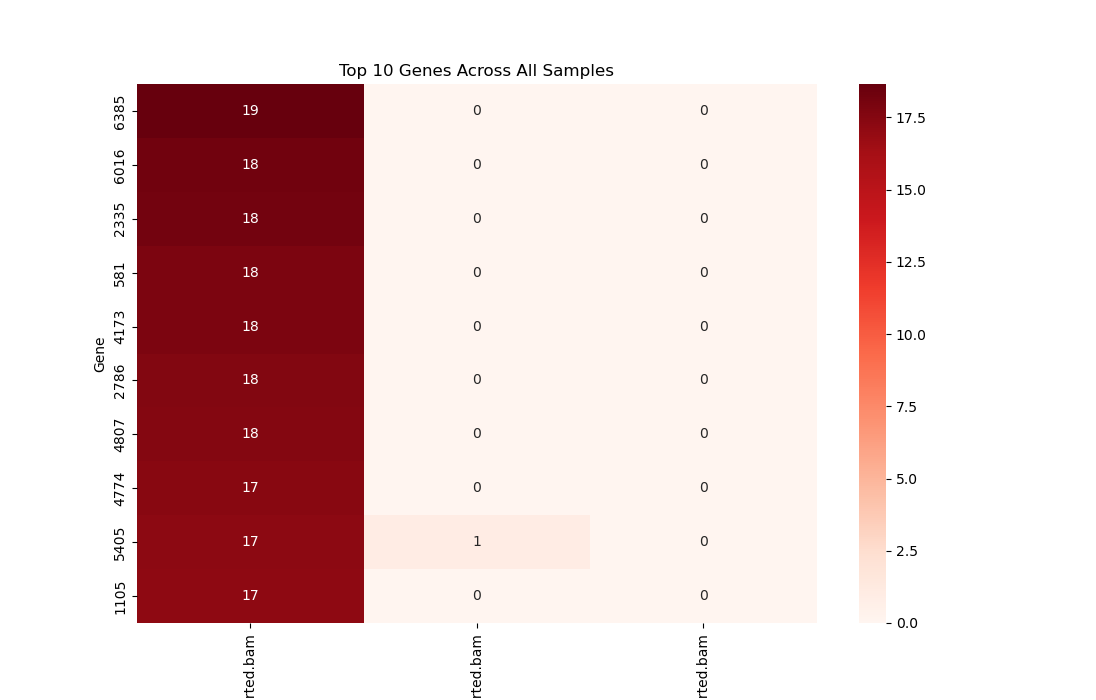 Top 10 Genes Across All Samples
Gene
6385 19 0 0
6016 18 0 0
2335 18 0 0
581 18 0 0
4173 18 0 0
2786 18 0 0
4807 18 0 0
4774 17 0 0
5405 17 1 0
1105 17 0 0
rted.bam rted.bam rted.bam
17.5
15.0
12.5
10.0
7.5
5.0
2.5
0.0